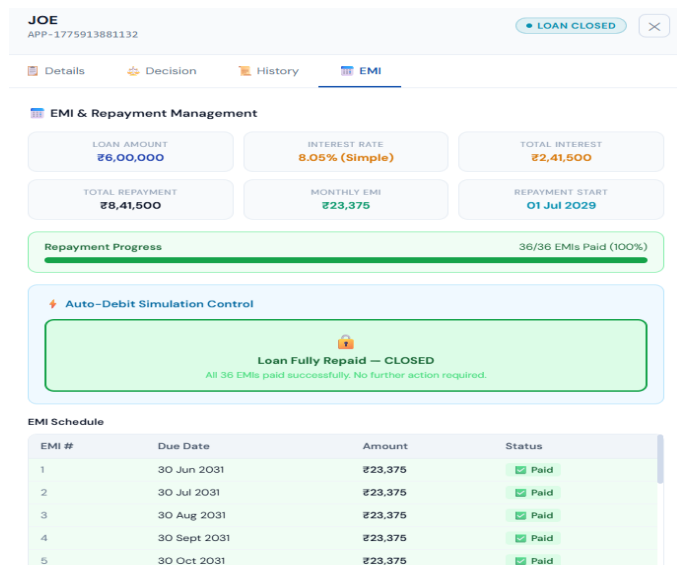 JOE
APP-1775913881132
LOAN CLOSED
Details
Decision
History
EMI
EMI & Repayment Management
LOAN AMOUNT
₹6,00,000
INTEREST RATE
8.05% (Simple)
TOTAL INTEREST
₹2,41,500
TOTAL REPAYMENT
₹8,41,500
MONTHLY EMI
₹23,375
REPAYMENT START
01 Jul 2029
Repayment Progress
36/36 EMIs Paid (100%)
Auto-Debit Simulation Control
Loan Fully Repaid — CLOSED
All 36 EMIs paid successfully. No further action required.
EMI Schedule
EMI # Due Date Amount Status
1 30 Jun 2031 ₹23,375 Paid
2 30 Jul 2031 ₹23,375 Paid
3 30 Aug 2031 ₹23,375 Paid
4 30 Sept 2031 ₹23,375 Paid
5 30 Oct 2031 ₹23,375 Paid